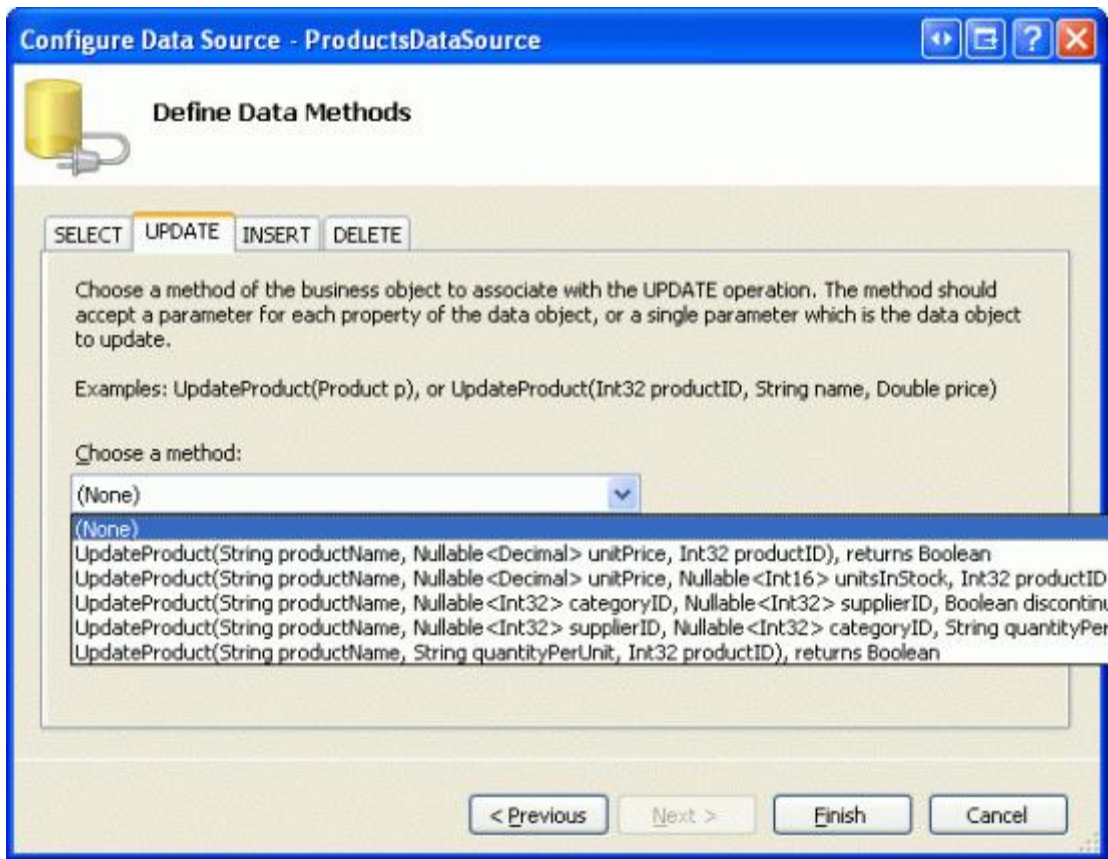 Configure Data Source - ProductsDataSource
Define Data Methods
SELECT UPDATE INSERT DELETE
Choose a method of the business object to associate with the UPDATE operation. The method should
accept a parameter for each property of the data object, or a single parameter which is the data object
to update.
Examples: UpdateProduct(Product p), or UpdateProduct(Int32 productID, String name, Double price)
Choose a method:
(None)
(None)
UpdateProduct(String productName, Nullable<Decimal> unitPrice, Int32 productID), returns Boolean
UpdateProduct(String productName, Nullable<Decimal> unitPrice, Nullable<Int16> unitsInStock, Int32 productID
UpdateProduct(String productName, Nullable<Int32> categoryID, Nullable<Int32> supplierID, Boolean discontinu
UpdateProduct(String productName, Nullable<Int32> supplierID, Nullable<Int32> categoryID, String quantityPer
UpdateProduct(String productName, String quantityPerUnit, Int32 productID), returns Boolean
< Previous Next > Finish Cancel